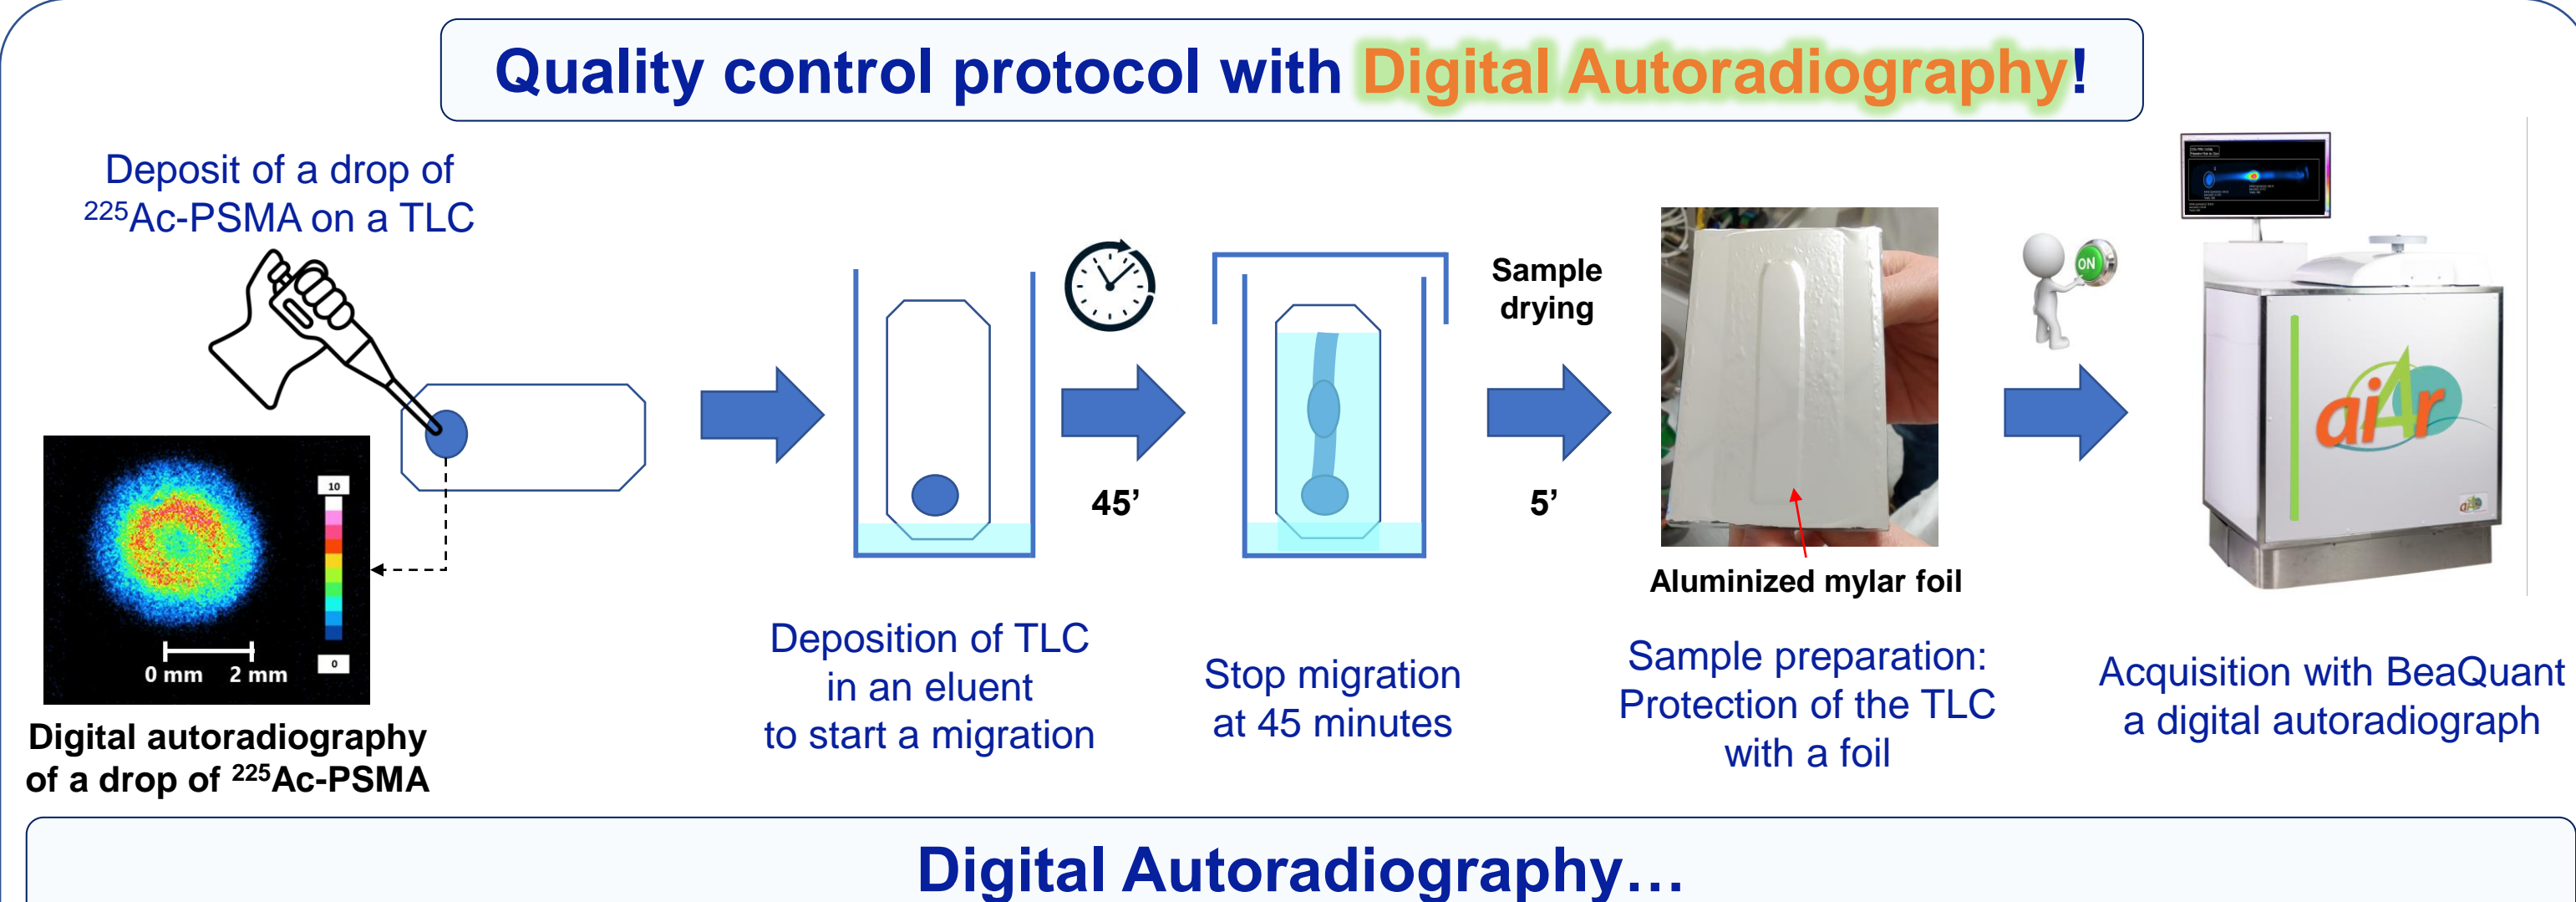 Quality control protocol with Digital Autoradiography!
Deposit of a drop of
²²⁵Ac-PSMA on a TLC
10
0
0 mm 2 mm
Digital autoradiography
of a drop of ²²⁵Ac-PSMA
Deposition of TLC
in an eluent
to start a migration
45’
Stop migration
at 45 minutes
Sample
drying
5’
Aluminized mylar foil
Sample preparation:
Protection of the TLC
with a foil
ON
ai4r
Acquisition with BeaQuant
a digital autoradiograph
Digital Autoradiography…